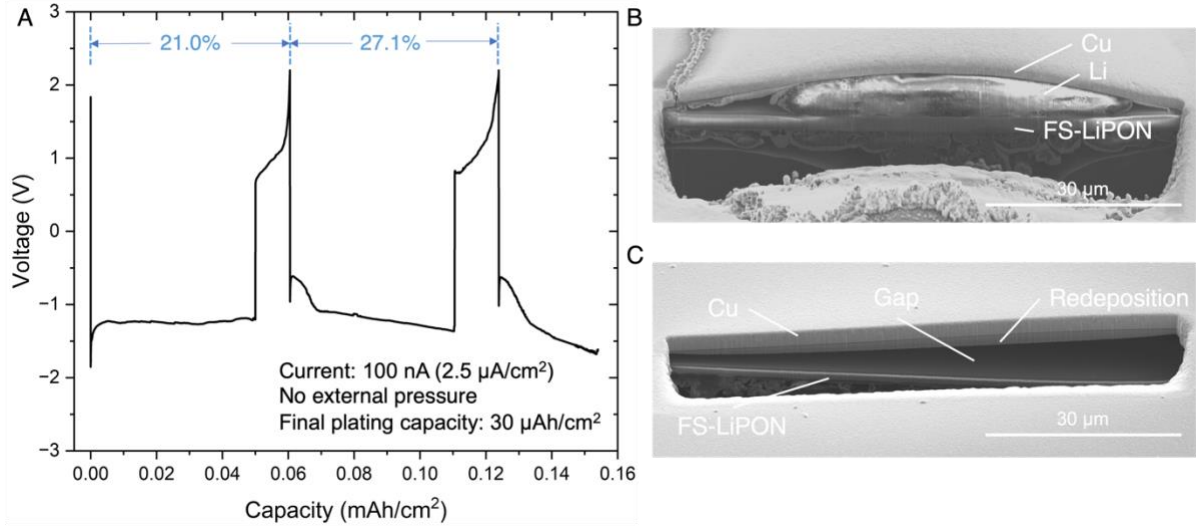 A
3
2
1
0
−1
−2
−3
Voltage (V)
21.0%
27.1%
Current: 100 nA (2.5 µA/cm²)
No external pressure
Final plating capacity: 30 µAh/cm²
0.00
0.02
0.04
0.06
0.08
0.10
0.12
0.14
0.16
Capacity (mAh/cm²)
B
Cu
Li
FS-LiPON
30 µm
C
Cu
Gap
Redeposition
FS-LiPON
30 µm